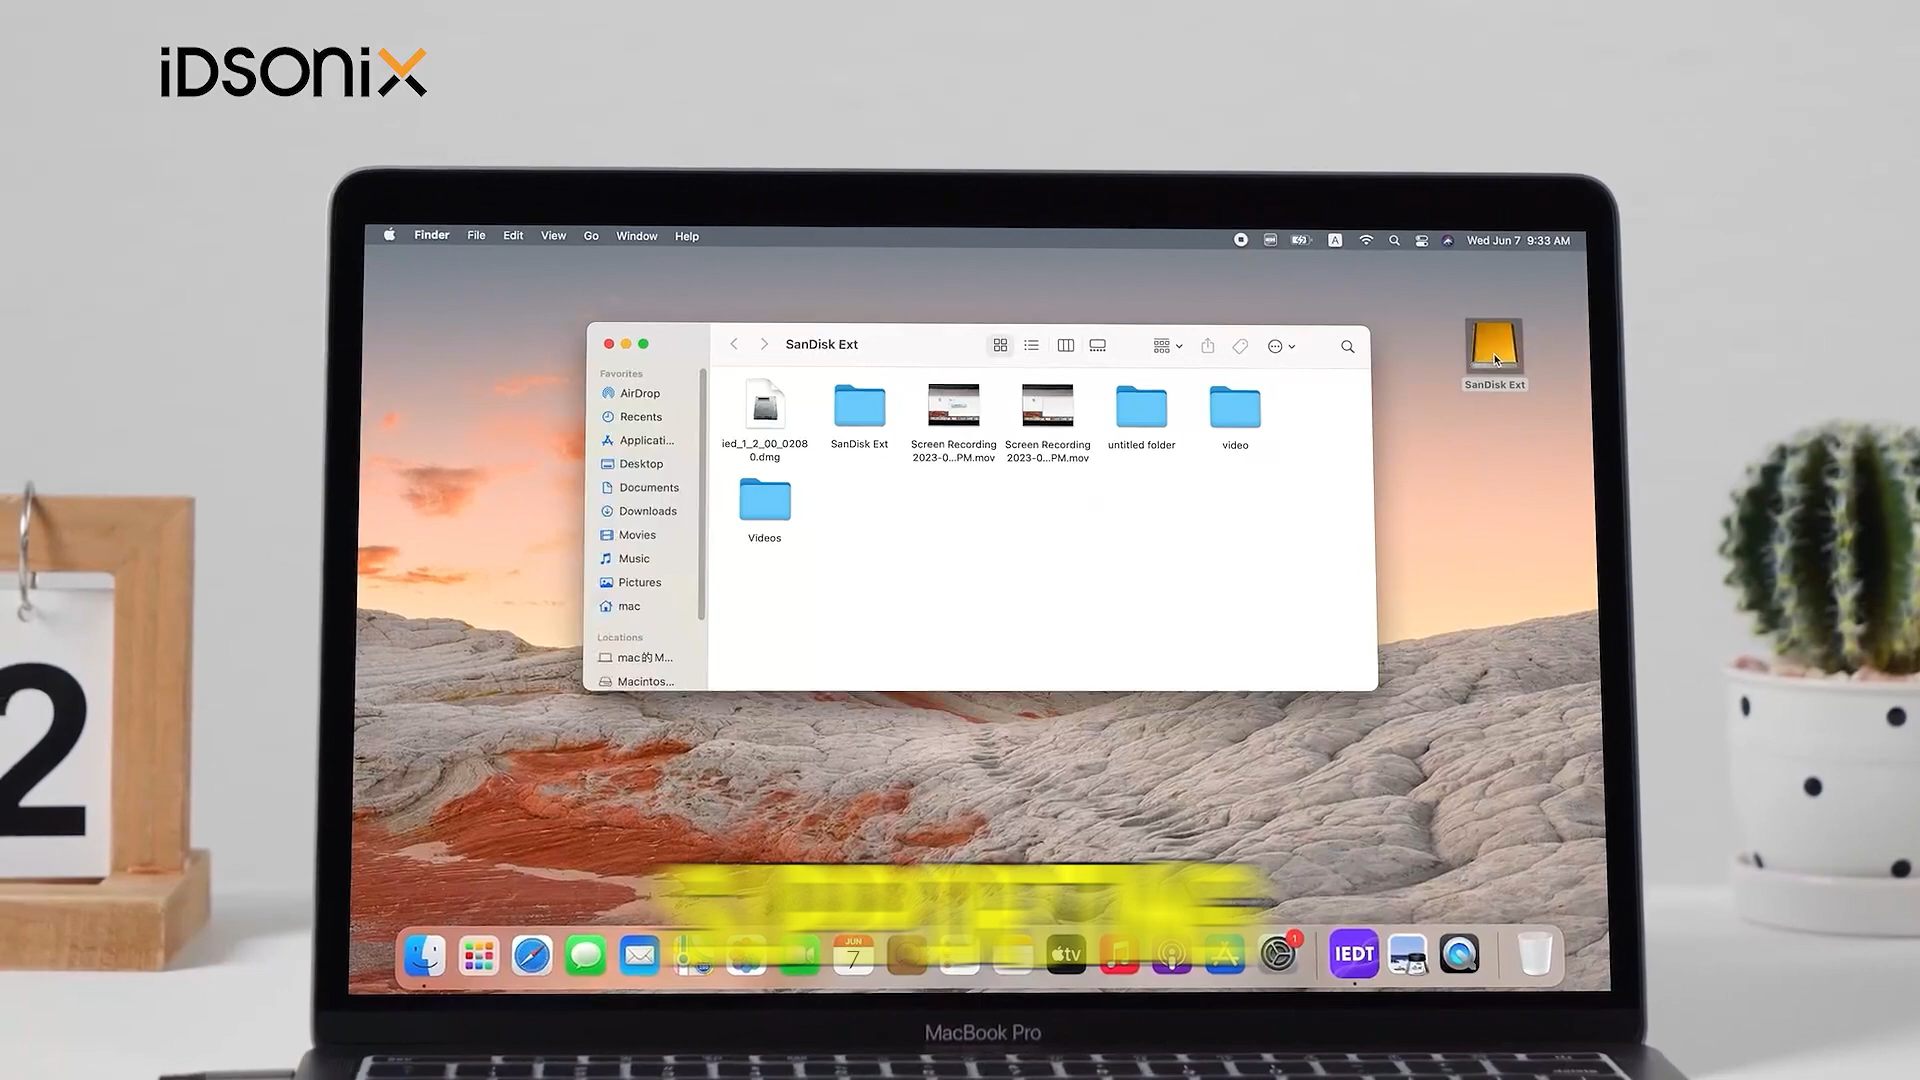 iDSONiX
Finder File Edit View Go Window Help
A
Wed Jun 7 9:33 AM
SanDisk Ext
SanDisk Ext
Favorites
AirDrop
Recents
Applicati...
Desktop
Documents
Downloads
Movies
Music
Pictures
mac
Locations
mac的 M...
Macintos...
ied_1_2_00_0208
0.dmg
SanDisk Ext
Screen Recording
2023-0...PM.mov
Screen Recording
2023-0...PM.mov
untitled folder
video
Videos
2
JUN
7
tv
1
IEDT
MacBook Pro